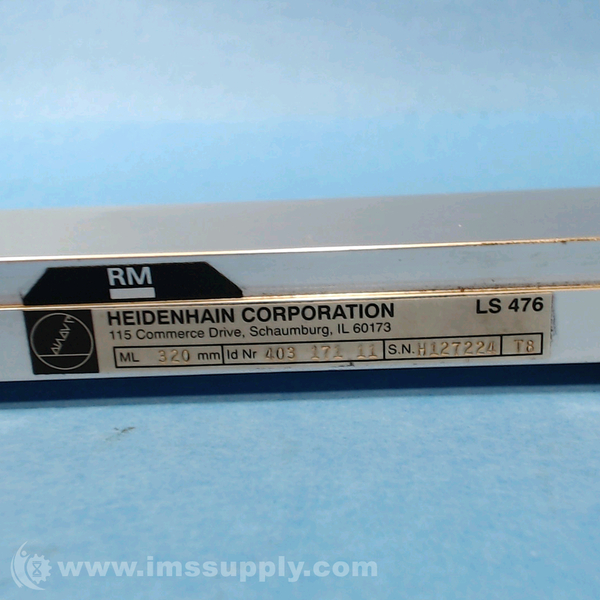 RM
HEIDENHAIN CORPORATION LS 476
115 Commerce Drive, Schaumburg, IL 60173
ML 320 mm Id Nr 403 171 11 S.N. H127224 T8
www.imssupply.com